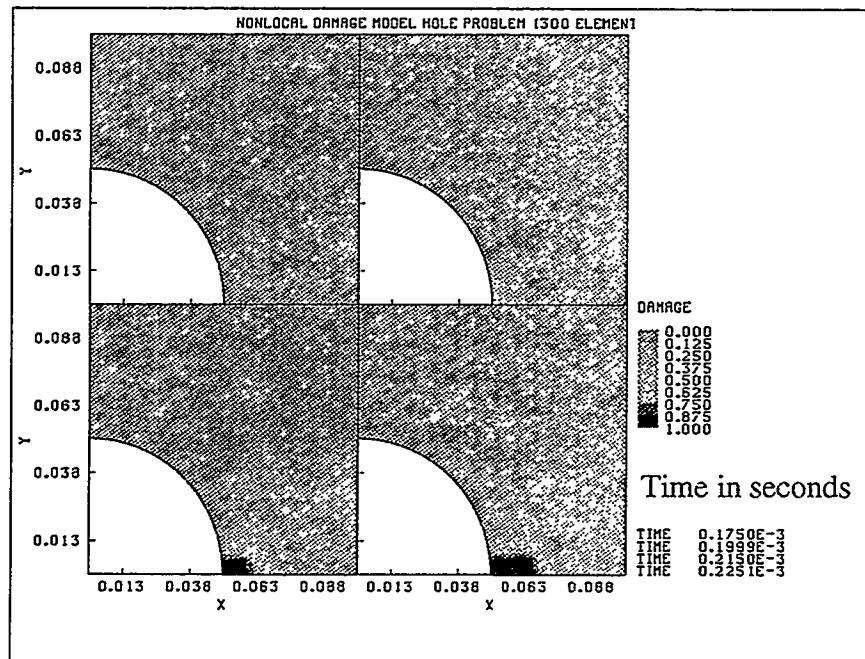 NONLOCAL DAMAGE MODEL HOLE PROBLEM (300 ELEMENT
0.088
0.063
Y
0.038
0.013
0.088
0.063
Y
0.038
0.013
0.013 0.038 0.063 0.088 0.013 0.038 0.063 0.088
X X
DAMAGE
0.000
0.125
0.250
0.375
0.500
0.625
0.750
0.875
1.000
Time in seconds
TIME 0.1750E-3
TIME 0.1999E-3
TIME 0.2150E-3
TIME 0.2251E-3